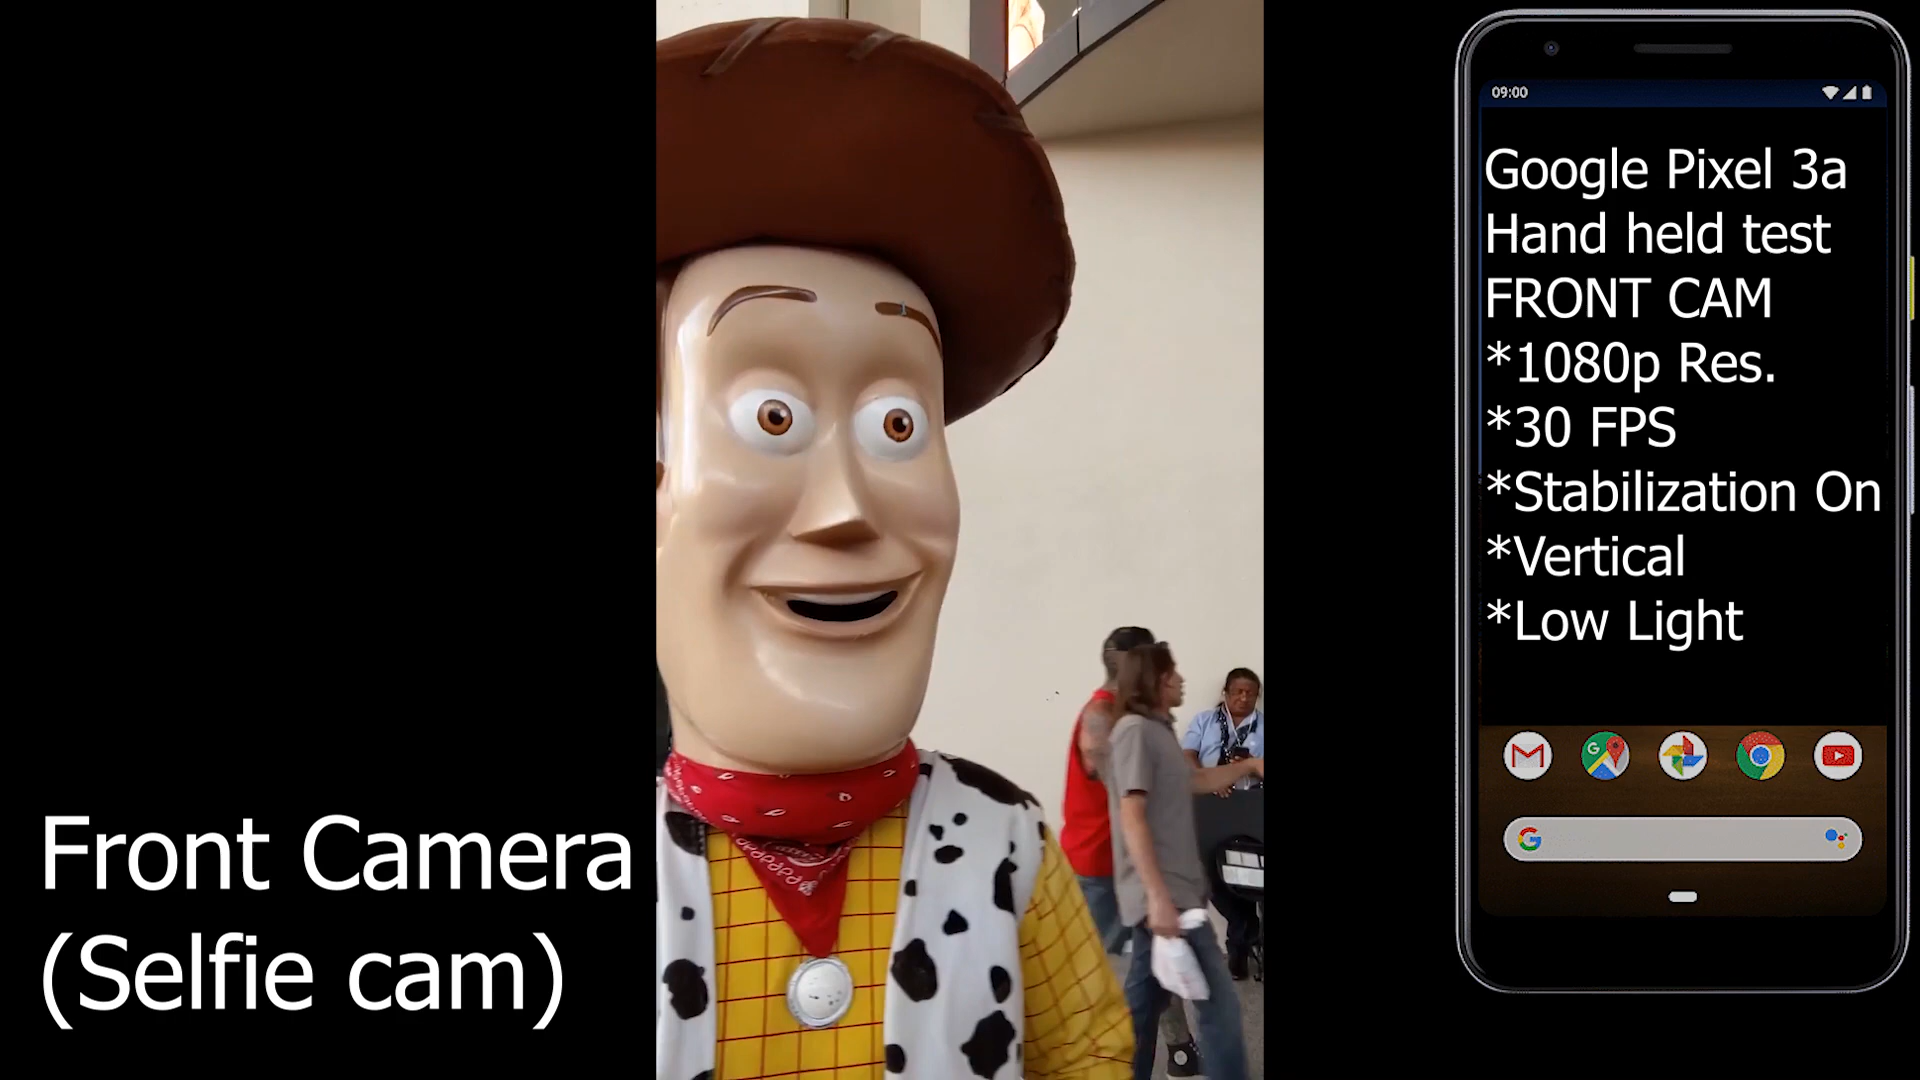 Front Camera
(Selfie cam)
09:00
Google Pixel 3a
Hand held test
FRONT CAM
*1080p Res.
*30 FPS
*Stabilization On
*Vertical
*Low Light